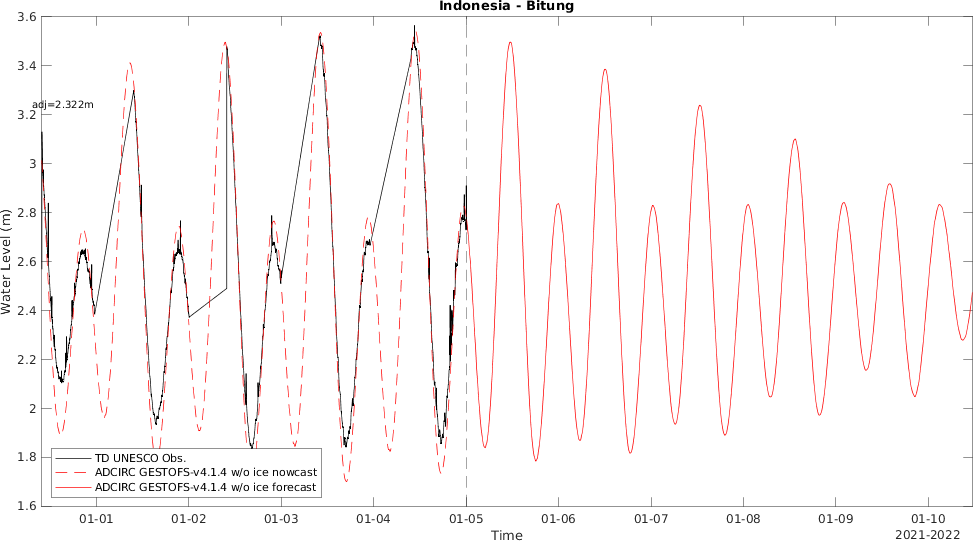 Indonesia - Bitung
3.6
3.4
adj=2.322m
3.2
3
2.8
2.6
2.4
2.2
2
1.8
1.6
Water Level (m)
TD UNESCO Obs.
ADCIRC GESTOFS-v4.1.4 w/o ice nowcast
ADCIRC GESTOFS-v4.1.4 w/o ice forecast
01-01 01-02 01-03 01-04 01-05 01-06 01-07 01-08 01-09 01-10
Time
2021-2022